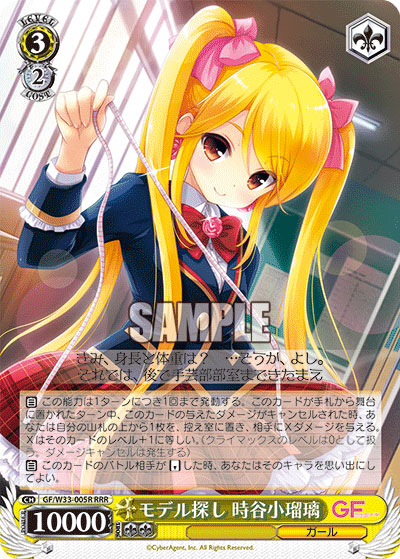 LEVEL
3
2
COST
SAMPLE
きみ、身長と体重は? …そうか、よし。
それでは、後で手芸部部室まできたまえ
自 この能力は1ターンにつき1回まで発動する。このカードが手札から舞台
に置かれたターン中、このカードの与えたダメージがキャンセルされた時、あ
なたは自分の山札の上から1枚を、控え室に置き、相手にXダメージを与える。
Xはそのカードのレベル+1に等しい。(クライマックスのレベルは0として扱
う。ダメージキャンセルは発生する)
自 このカードのバトル相手が【】した時、あなたはそのキャラを思い出にし
てよい。
CH GF/W33-005R RRR
10000
POWER
SOUL
モデル探し 時谷小瑠璃
GF
ガール
©CyberAgent, Inc. All Rights Reserved.